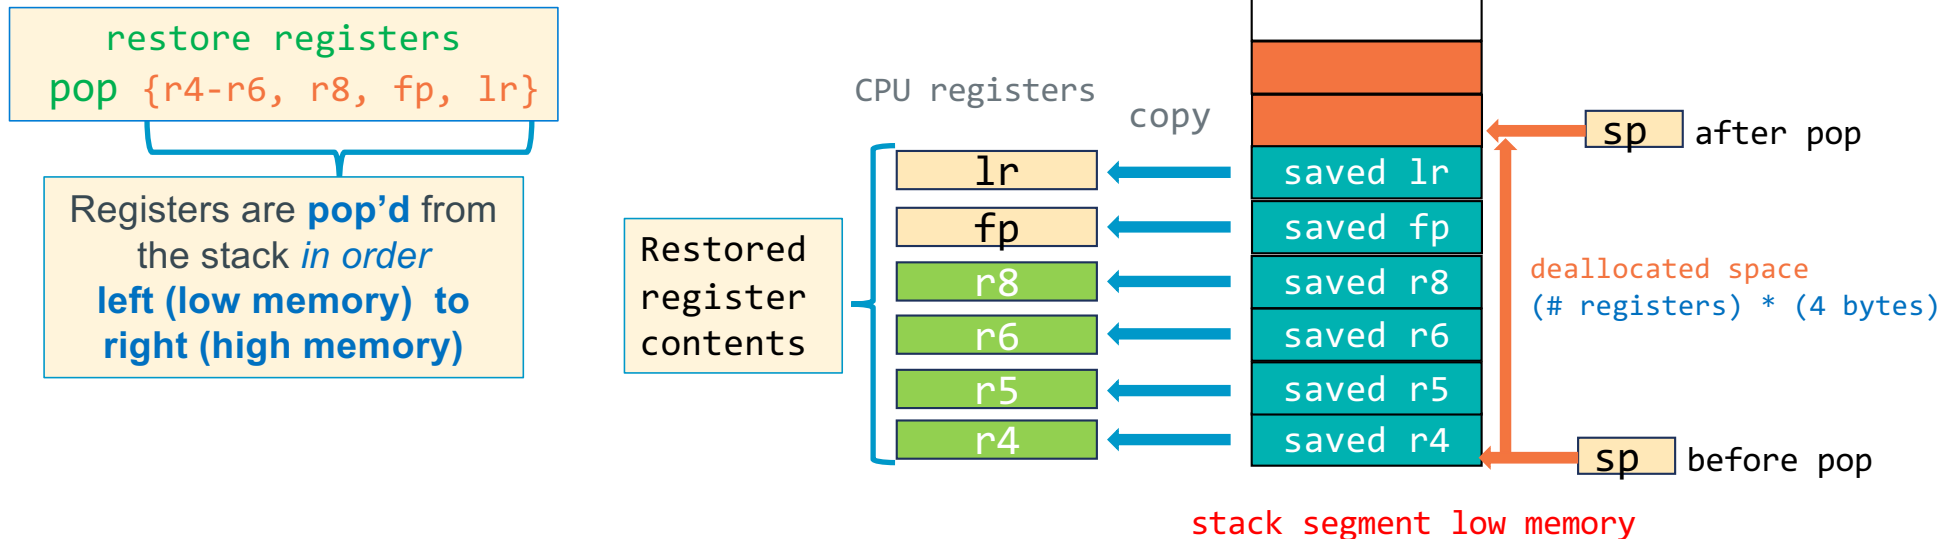 restore registers
pop {r4-r6, r8, fp, lr}
Registers are pop’d from
the stack in order
left (low memory) to
right (high memory)
Restored
register
contents
CPU registers
copy
lr
fp
r8
r6
r5
r4
saved lr
saved fp
saved r8
saved r6
saved r5
saved r4
sp after pop
deallocated space
(# registers) * (4 bytes)
sp before pop
stack segment low memory